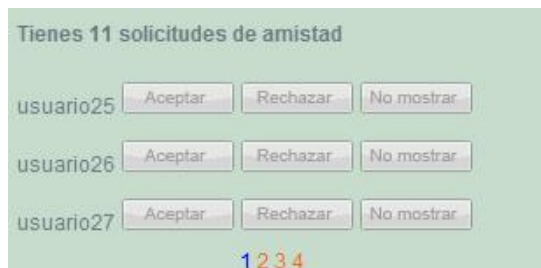 Tienes 11 solicitudes de amistad
usuario25 Aceptar Rechazar No mostrar
usuario26 Aceptar Rechazar No mostrar
usuario27 Aceptar Rechazar No mostrar
1 2 3 4